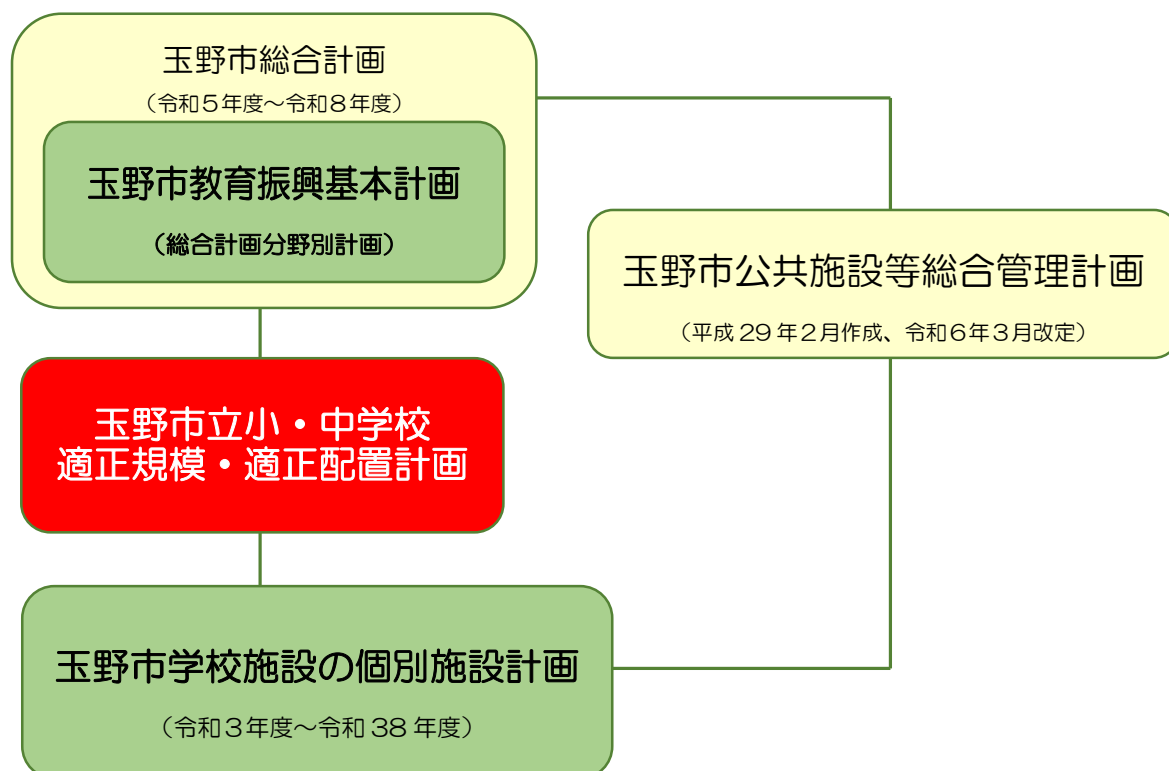 玉野市総合計画
（令和５年度～令和８年度）
玉野市教育振興基本計画
（総合計画分野別計画）
玉野市公共施設等総合管理計画
（平成 29 年２月作成、令和６年３月改定）
玉野市立小・中学校
適正規模・適正配置計画
玉野市学校施設の個別施設計画
（令和３年度～令和 38 年度）